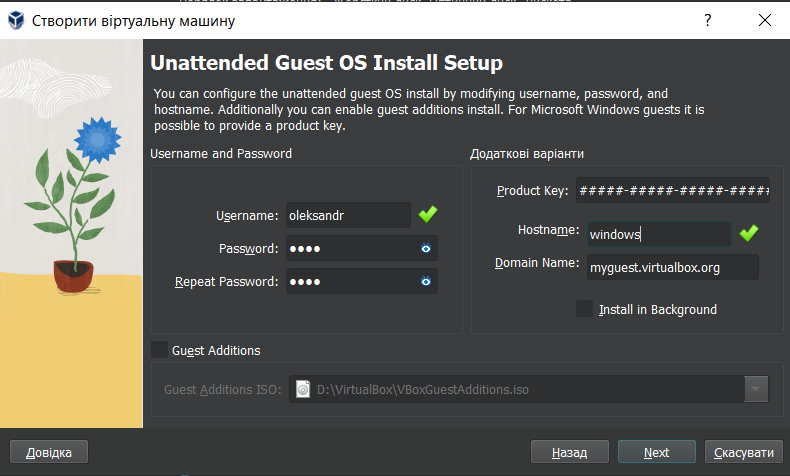 Створити віртуальну машину
?
Unattended Guest OS Install Setup
You can configure the unattended guest OS install by modifying username, password, and
hostname. Additionally you can enable guest additions install. For Microsoft Windows guests it is
possible to provide a product key.
Username and Password
Username: oleksandr
Password: ●●●●
Repeat Password: ●●●●
Додаткові варіанти
Product Key: #####-#####-#####-#####
Hostname: windows
Domain Name: myguest.virtualbox.org
Install in Background
Guest Additions
Guest Additions ISO: D:\VirtualBox\VBoxGuestAdditions.iso
Довідка
Назад
Next
Скасувати